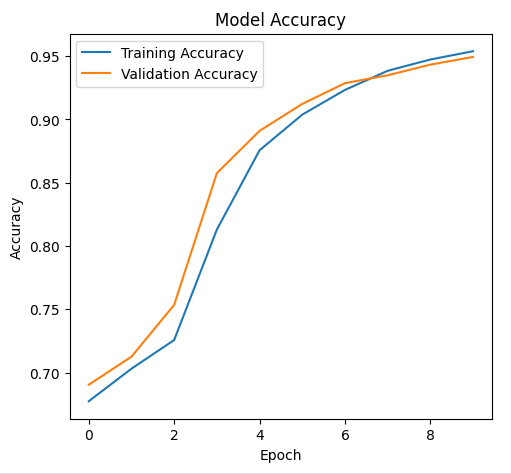 Model Accuracy
Training Accuracy
Validation Accuracy
0.95
0.90
0.85
0.80
0.75
0.70
Accuracy
0 2 4 6 8
Epoch